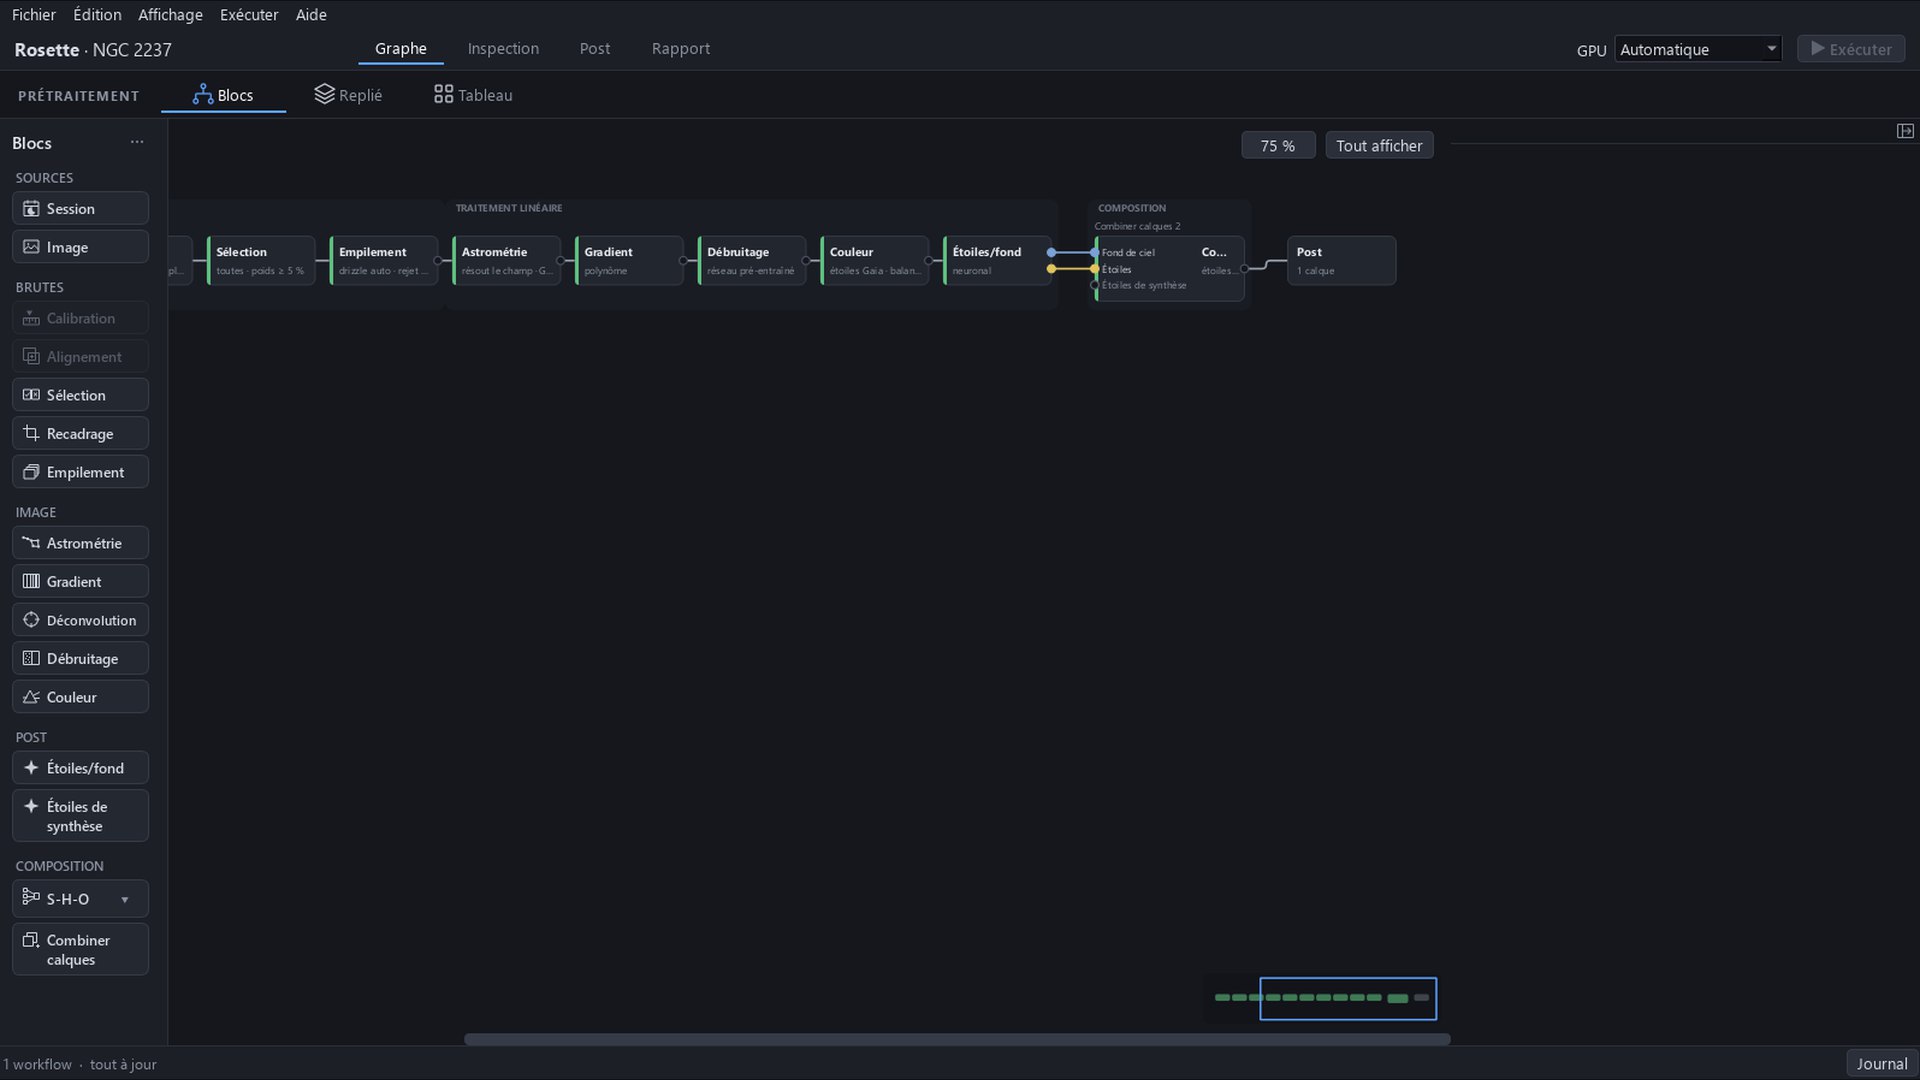 Fichier Édition Affichage Exécuter Aide
Rosette · NGC 2237
Graphe Inspection Post Rapport
GPU Automatique Exécuter
PRÉTRAITEMENT Blocs Replié Tableau
Blocs ...
75 % Tout afficher
SOURCES
Session
Image
BRUTES
Calibration
Alignement
Sélection
Recadrage
Empilement
IMAGE
Astrométrie
Gradient
Déconvolution
Débruitage
Couleur
POST
Étoiles/fond
Étoiles de
synthèse
COMPOSITION
S-H-O
Combiner
calques
TRAITEMENT LINÉAIRE
COMPOSITION
Combiner calques 2
pl...
Sélection
toutes · poids ≥ 5 %
Empilement
drizzle auto · rejet ...
Astrométrie
résout le champ · G...
Gradient
polynôme
Débruitage
réseau pré-entraîné
Couleur
étoiles Gaia · balan...
Étoiles/fond
neuronal
Fond de ciel
Étoiles
Étoiles de synthèse
Co...
étoiles...
Post
1 calque
1 workflow · tout à jour
Journal